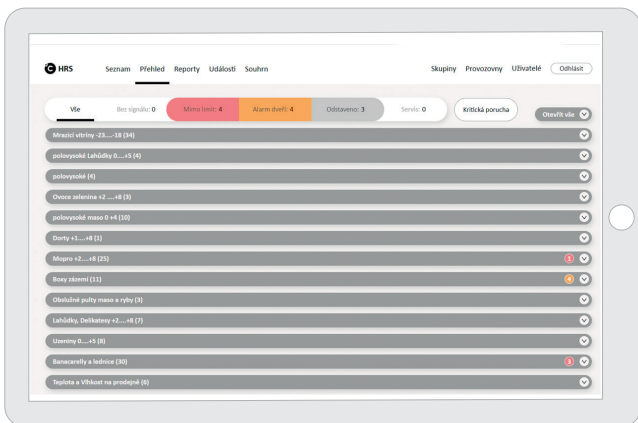 HRS Seznam Přehled Reporty Události Souhrn Skupiny Provozovny Uživatelé Odhlásit
Vše Bez signálu: 0 Mimo limit: 4 Alarm dveří: 4 Odstaveno: 3 Servis: 0 Kritická porucha Otevřít vše
Mrazicí vitríny -23....-18 (34)
polovysoké Lahůdky 0....+5 (4)
polovysoké (4)
Ovoce zelenina +2 ....+8 (3)
polovysoké maso 0 +4 (10)
Dorty +1....+8 (1)
Mopro +2....+8 (25) 1
Boxy zázemí (11) 4
Obslužné pulty maso a ryby (3)
Lahůdky, Delikatesy +2....+8 (7)
Uzeniny 0....+5 (8)
Banacarelly a lednice (30) 3
Teplota a Vlhkost na prodejně (6)